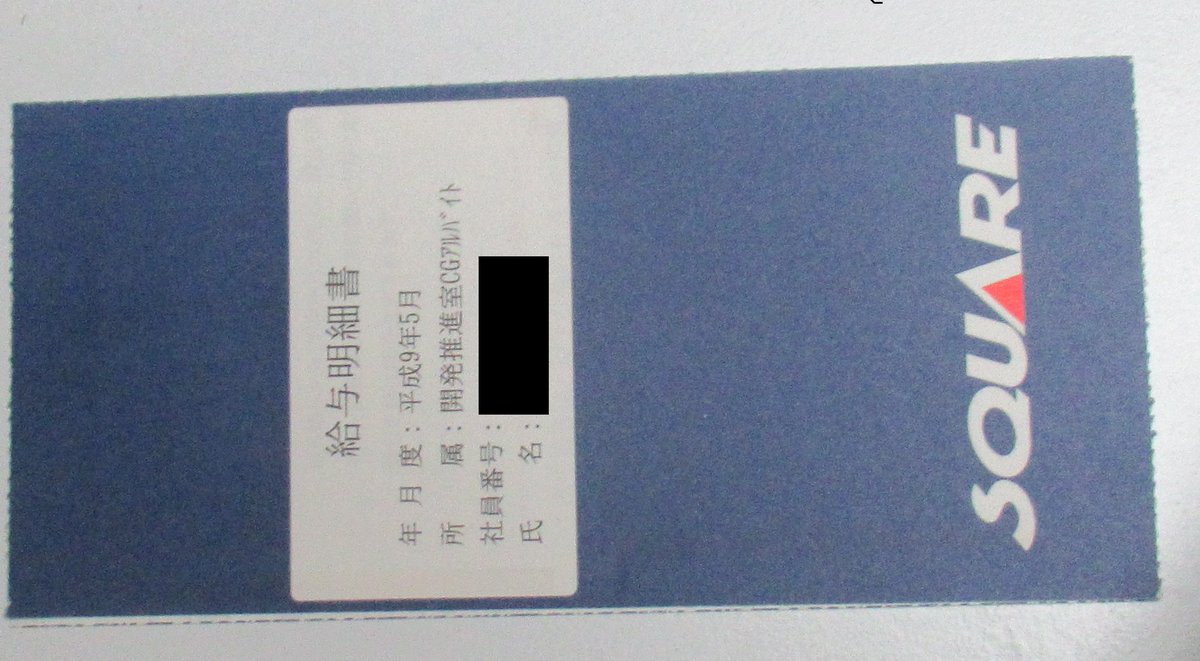 給与明細書
年 月 度：平成9年5月
所　　属：開発推進室CGｱﾙﾊﾞｲﾄ
社員番号：
氏　　名：
SQUARE